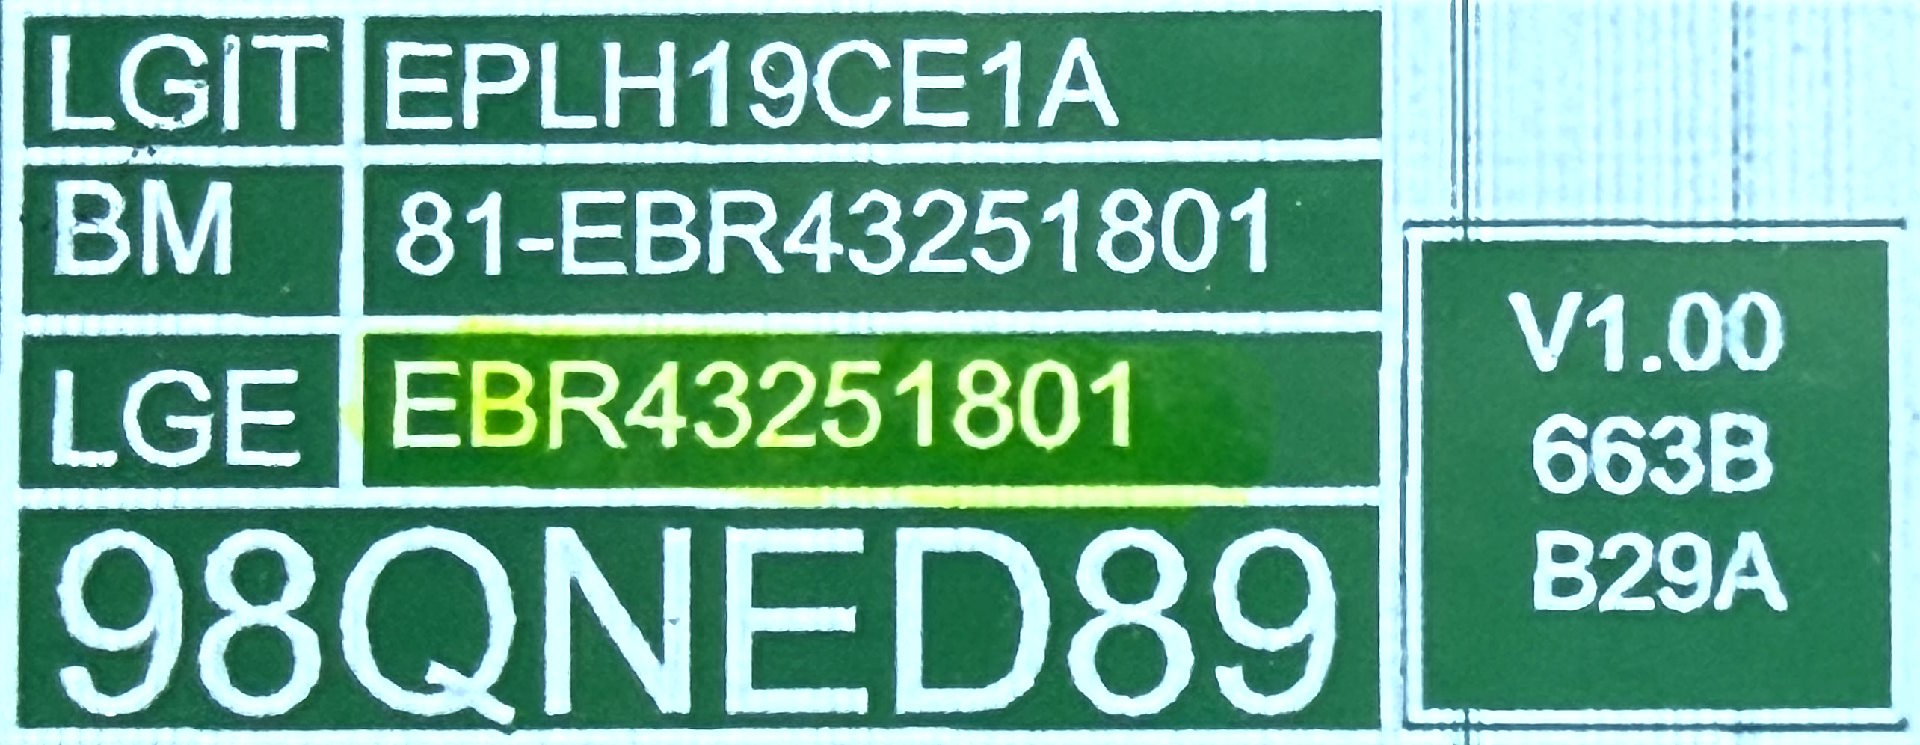 LGIT EPLH19CE1A
BM 81-EBR43251801
LGE EBR43251801
98QNED89
V1.00
663B
B29A